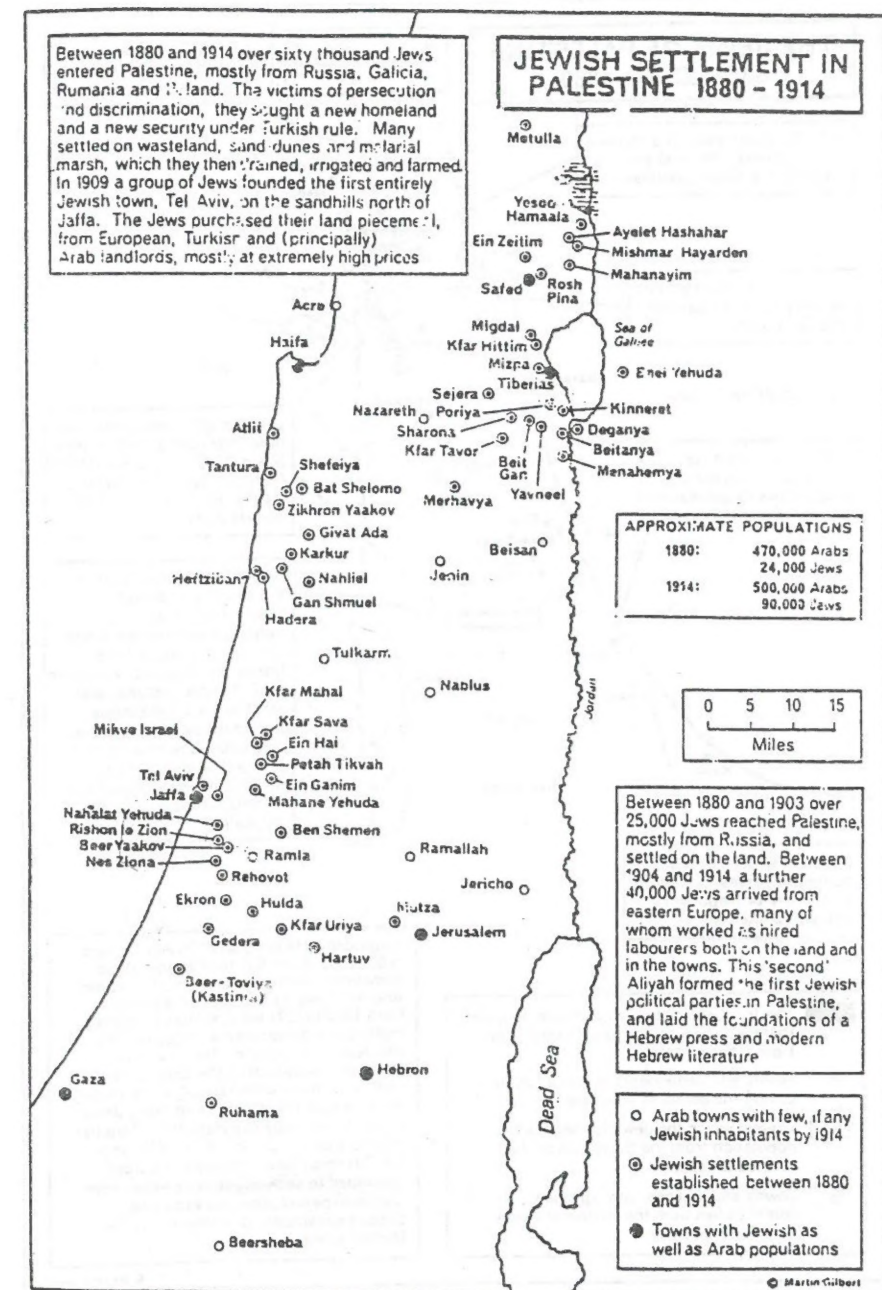 Between 1880 and 1914 over sixty thousand Jews
entered Palestine, mostly from Russia, Galicia,
Rumania and Poland. The victims of persecution
and discrimination, they sought a new homeland
and a new security under Turkish rule. Many
settled on wasteland, sand dunes and malarial
marsh, which they then drained, irrigated and farmed
In 1909 a group of Jews founded the first entirely
Jewish town, Tel Aviv, on the sandhills north of
Jaffa. The Jews purchased their land piecemeal,
from European, Turkish and (principally)
Arab landlords, mostly at extremely high prices
JEWISH SETTLEMENT IN
PALESTINE 1880 – 1914
Metulla
Yesod
Hamaala
Ayelet Hashahar
Mishmar Hayarden
Ein Zeitim
Mahanayim
Safed
Rosh
Pina
Acre
Migdal
Kfar Hittim
Sea of
Galilee
Haifa
Mizpa
Tiberias
Enei Yehuda
Sejera
Nazareth
Poriya
Kinneret
Sharona
Deganya
Kfar Tavor
Beitanya
Beit
Gan
Menahemya
Yavneel
Atlit
Tantura
Shefeiya
Bat Shelomo
Zikhron Yaakov
Merhavya
Givat Ada
Karkur
Beisan
Jenin
Heftzibah
Nahliel
Gan Shmuel
Hadera
APPROXIMATE POPULATIONS
1880: 470,000 Arabs
24,000 Jews
1914: 500,000 Arabs
90,000 Jews
Tulkarm
Nablus
Jordan
0 5 10 15
Miles
Kfar Mahal
Kfar Sava
Mikve Israel
Ein Hai
Petah Tikvah
Tel Aviv
Jaffa
Ein Ganim
Mahane Yehuda
Nahalat Yehuda
Rishon le Zion
Ben Shemen
Beer Yaakov
Nes Ziona
Ramla
Ramallah
Rehovot
Jericho
Ekron
Hulda
Motza
Gedera
Kfar Uriya
Jerusalem
Hartuv
Beer-Toviya
(Kastinia)
Hebron
Gaza
Ruhama
Dead Sea
Beersheba
Between 1880 and 1903 over
25,000 Jews reached Palestine,
mostly from Russia, and
settled on the land. Between
1904 and 1914 a further
40,000 Jews arrived from
eastern Europe, many of
whom worked as hired
labourers both on the land and
in the towns. This 'second'
Aliyah formed the first Jewish
political parties in Palestine,
and laid the foundations of a
Hebrew press and modern
Hebrew literature
Arab towns with few, if any
Jewish inhabitants by 1914
Jewish settlements
established between 1880
and 1914
Towns with Jewish as
well as Arab populations
© Martin Gilbert